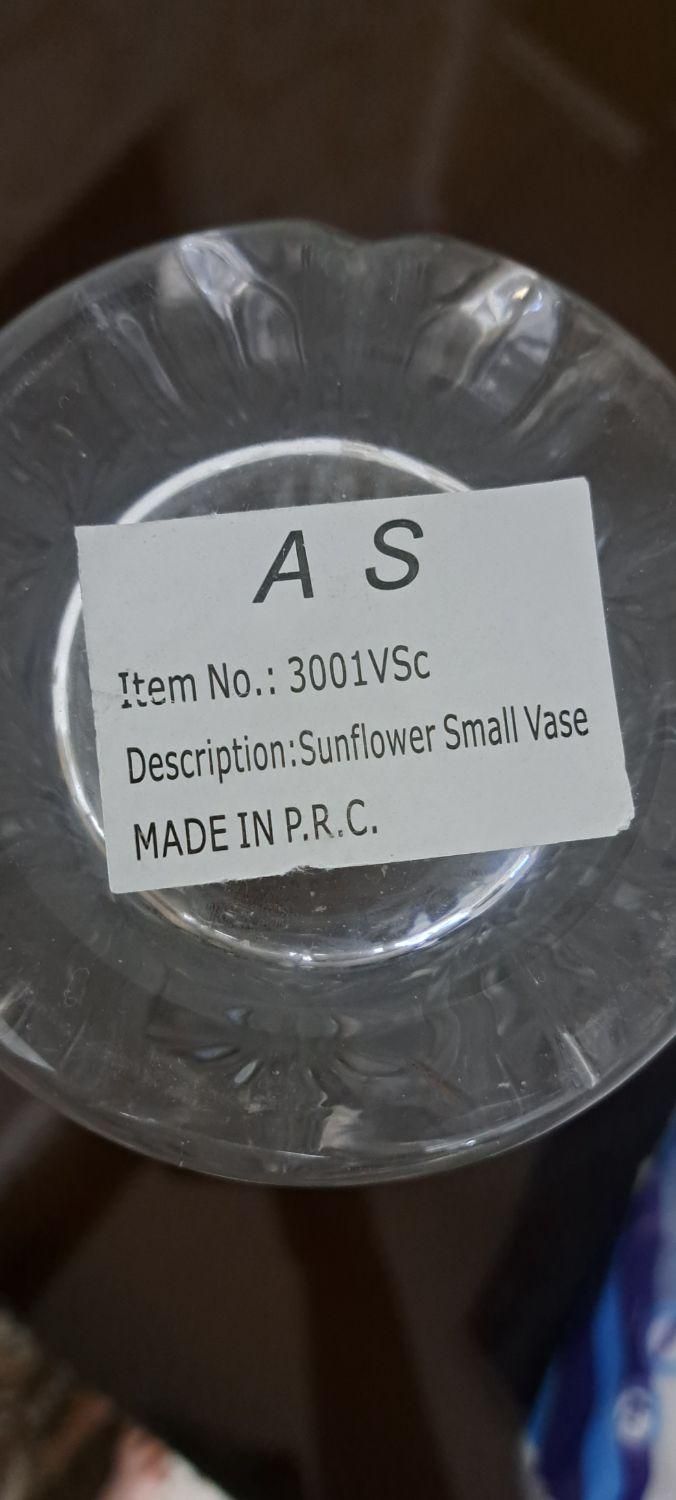 A S
Item No.: 3001VSc
Description:Sunflower Small Vase
MADE IN P.R.C.